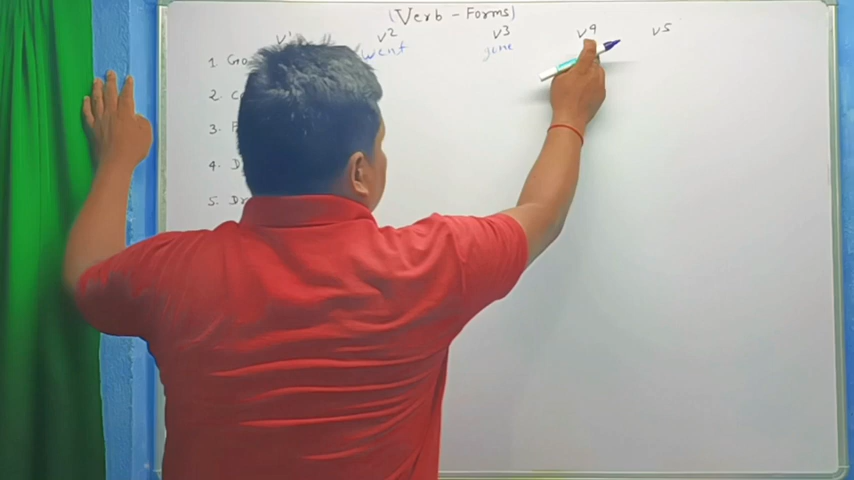 (Verb - Forms)
V1 V2 V3 V4 V5
1. Go went gone
2.
3.
4. D
5. Dr